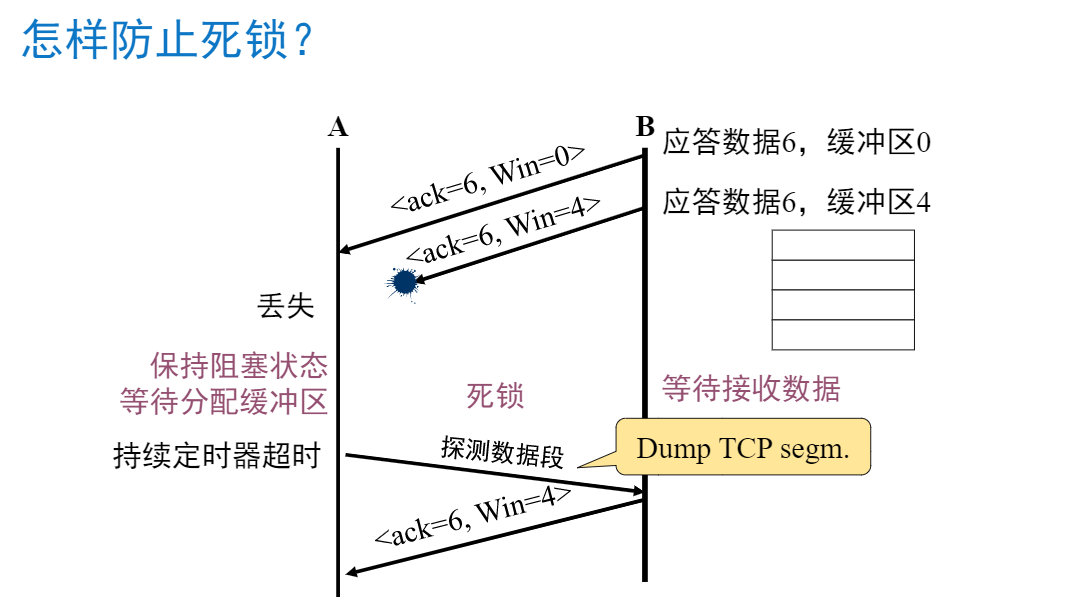 怎样防止死锁？
A
B
应答数据6，缓冲区0
<ack=6, Win=0>
应答数据6，缓冲区4
<ack=6, Win=4>
丢失
保持阻塞状态
等待分配缓冲区
死锁
等待接收数据
持续定时器超时
探测数据段
Dump TCP segm.
<ack=6, Win=4>